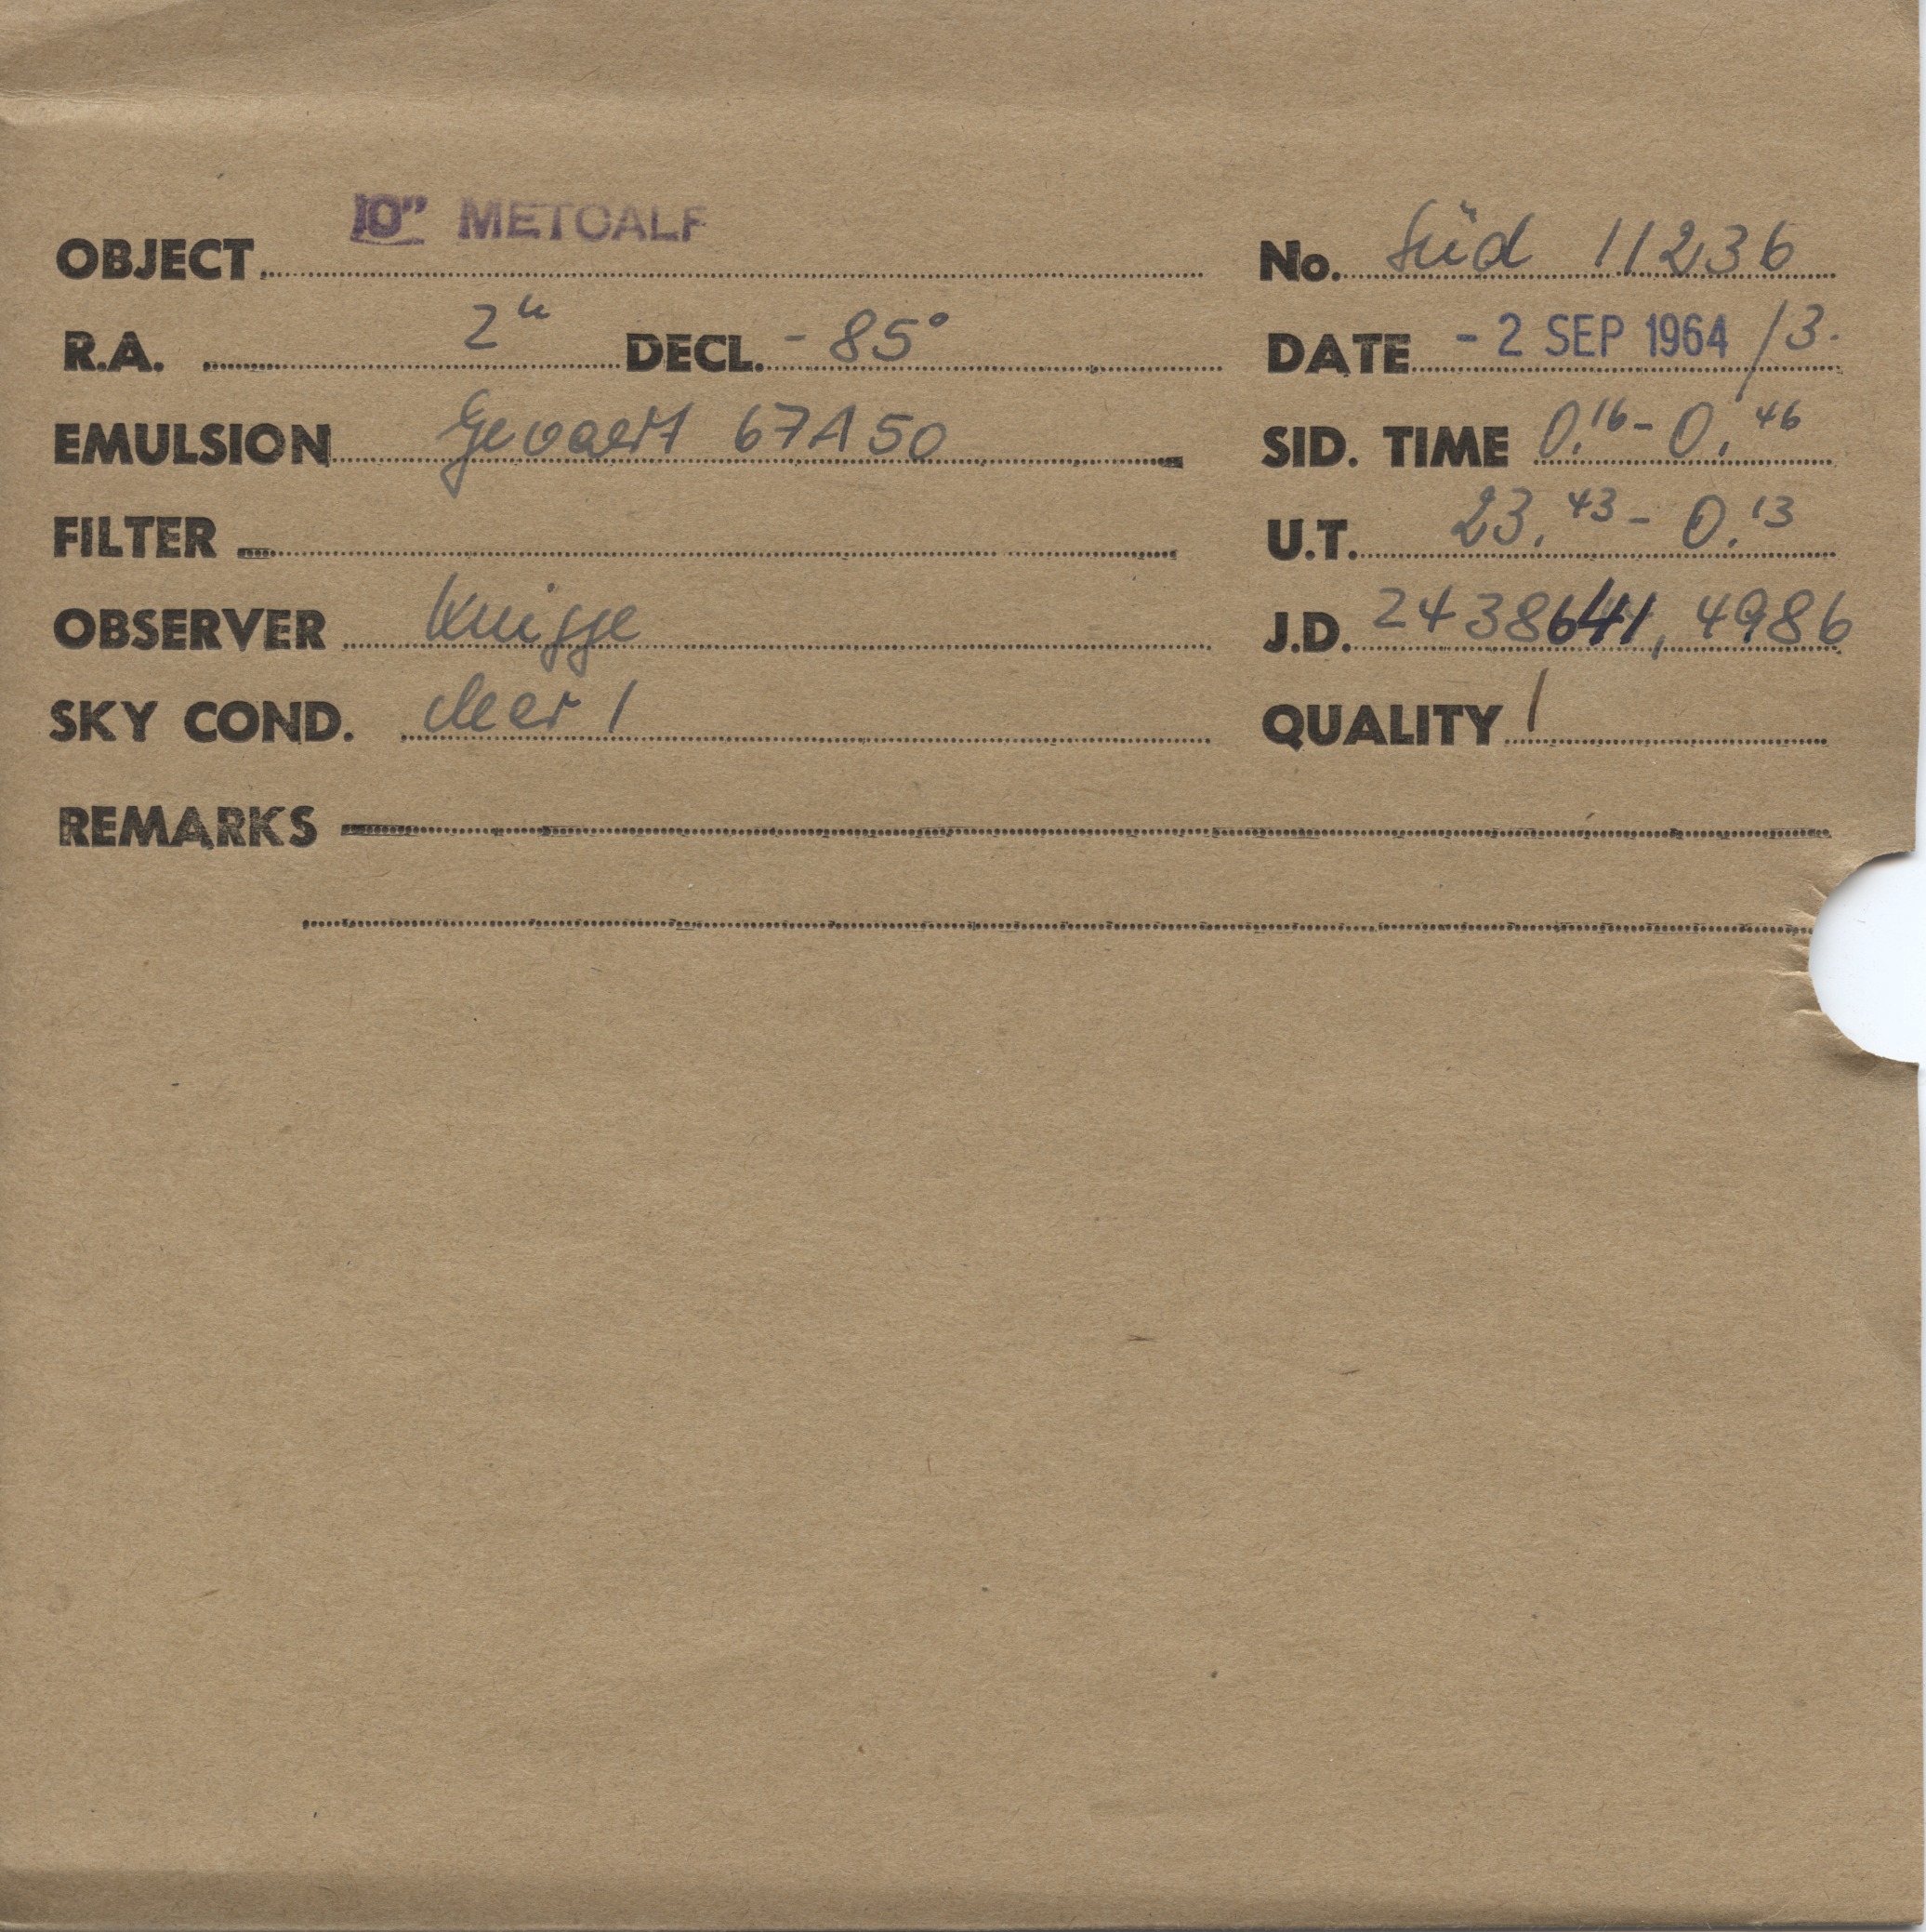 10" METCALF
OBJECT No. Süd 11236
R.A. 2h DECL. -85° DATE - 2 SEP 1964 /3.
EMULSION Gevaert 67A50 SID. TIME 0.16 - 0.46
FILTER U.T. 23.43 - 0.13
OBSERVER Knigge J.D. 2438641,4986
SKY COND. clear 1 QUALITY 1
REMARKS